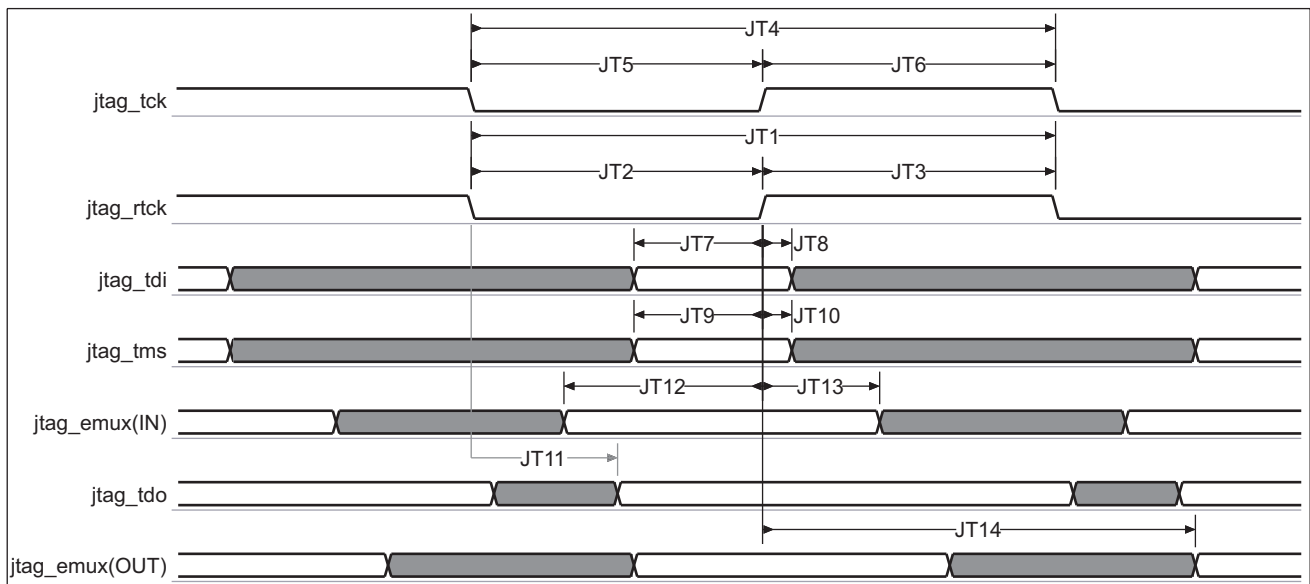 JT4
JT5 JT6
jtag_tck
JT1
JT2 JT3
jtag_rtck
JT7 JT8
jtag_tdi
JT9 JT10
jtag_tms
JT12 JT13
jtag_emux(IN)
JT11
jtag_tdo
JT14
jtag_emux(OUT)